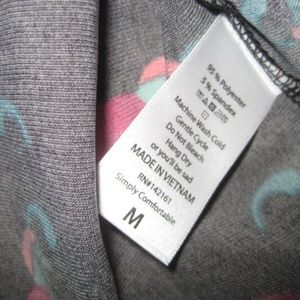 95% Polyester
5% Spandex
Machine Wash Cold
Gentle Cycle
Do Not Bleach
Hang Dry
or you'll be sad
MADE IN VIETNAM
RN#142161
Simply Comfortable
M